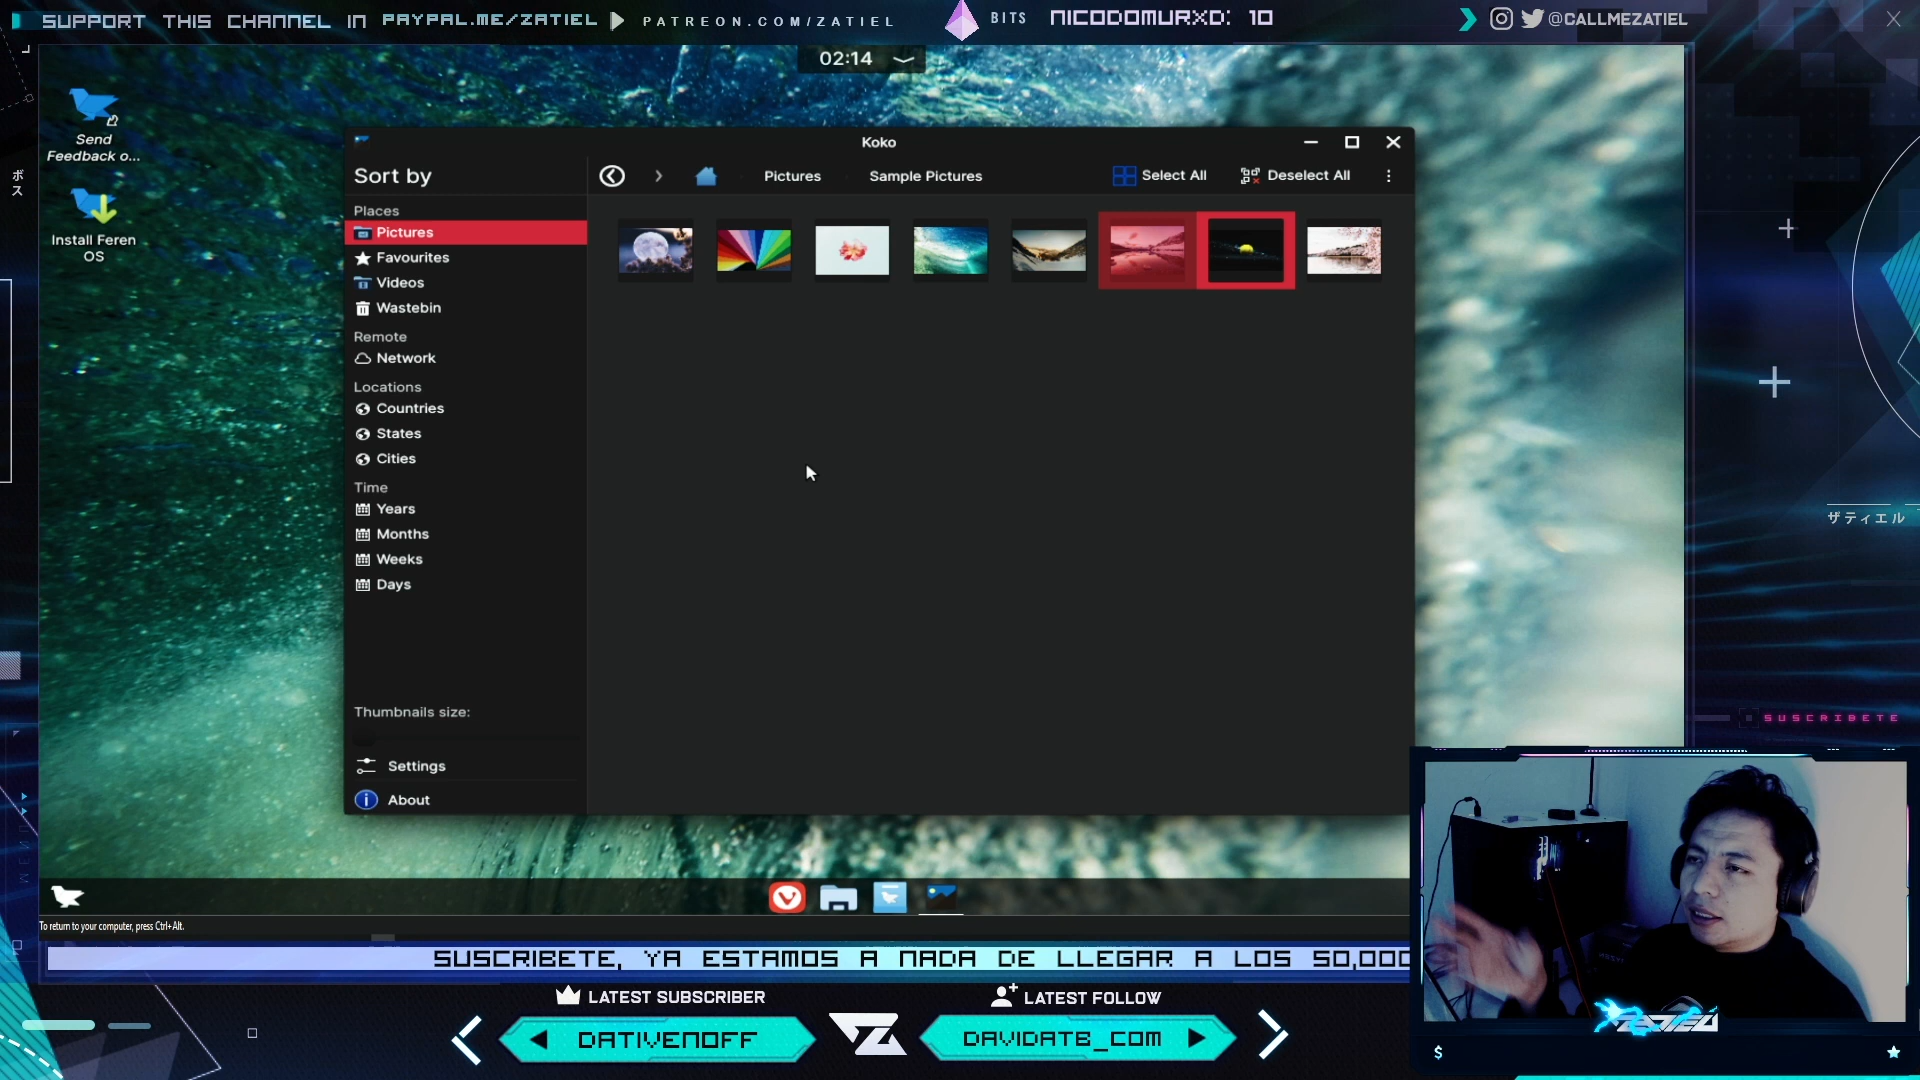 SUPPORT THIS CHANNEL IN PAYPAL.ME/ZATIEL PATREON.COM/ZATIEL
BITS NICODOMURXD: 10
@CALLMEZATIEL
02:14
Send
Feedback o...
Install Feren
OS
ボス
Koko
Sort by
Pictures
Sample Pictures
Select All
Deselect All
Places
Pictures
Favourites
Videos
Wastebin
Remote
Network
Locations
Countries
States
Cities
Time
Years
Months
Weeks
Days
Thumbnails size:
Settings
About
ザティエル
SUSCRIBETE
To return to your computer, press Ctrl+Alt.
SUSCRIBETE, YA ESTAMOS A NADA DE LLEGAR A LOS 50,000
LATEST SUBSCRIBER
DATIVENOFF
LATEST FOLLOW
DAVIDATB_COM
$